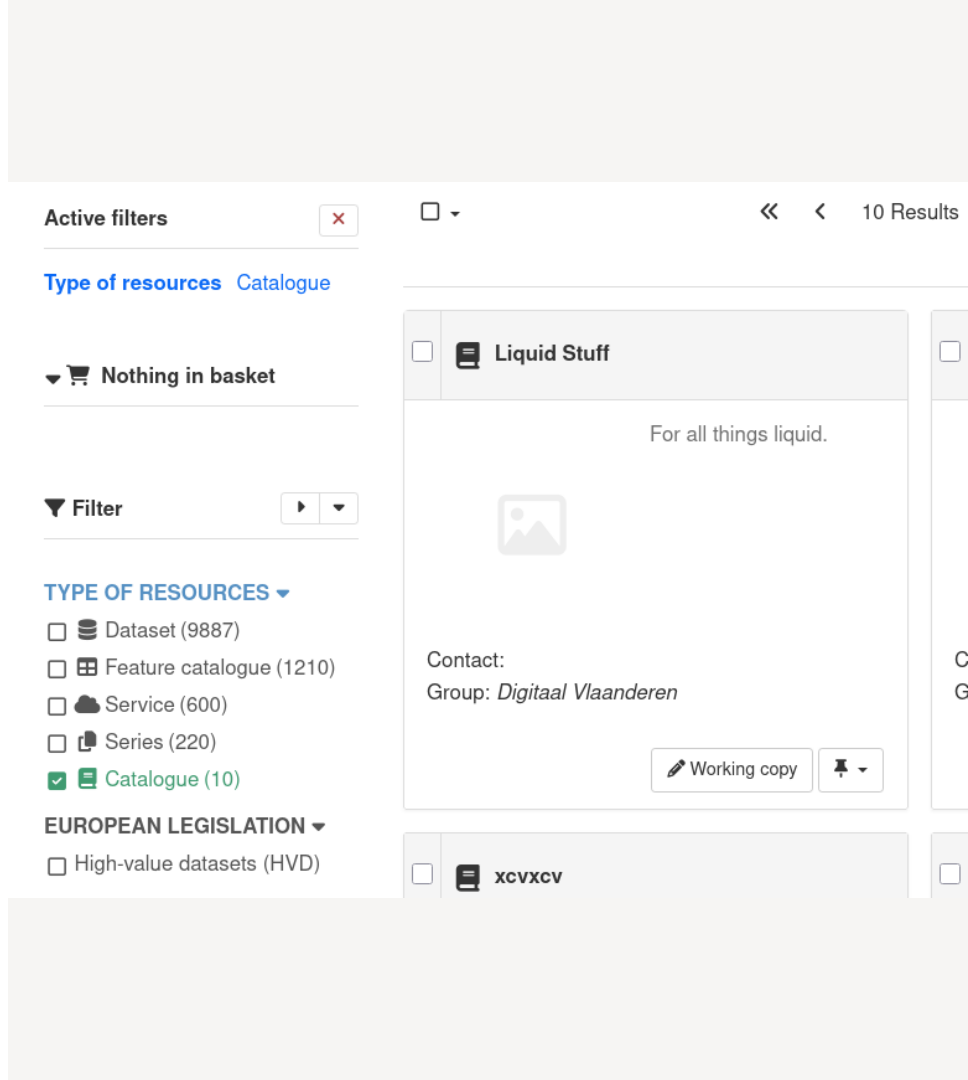 Active filters
10 Results
Type of resources Catalogue
Nothing in basket
Filter
TYPE OF RESOURCES
Dataset (9887)
Feature catalogue (1210)
Service (600)
Series (220)
Catalogue (10)
EUROPEAN LEGISLATION
High-value datasets (HVD)
Liquid Stuff
For all things liquid.
Contact:
Group: Digitaal Vlaanderen
Working copy
xcvxcv
C
G